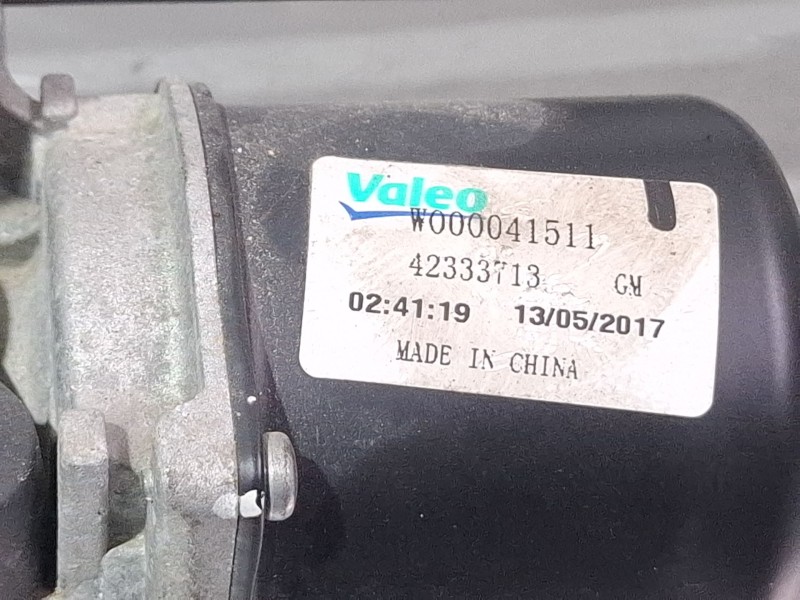 Valeo
W000041511
42333713 GM
02:41:19 13/05/2017
MADE IN CHINA